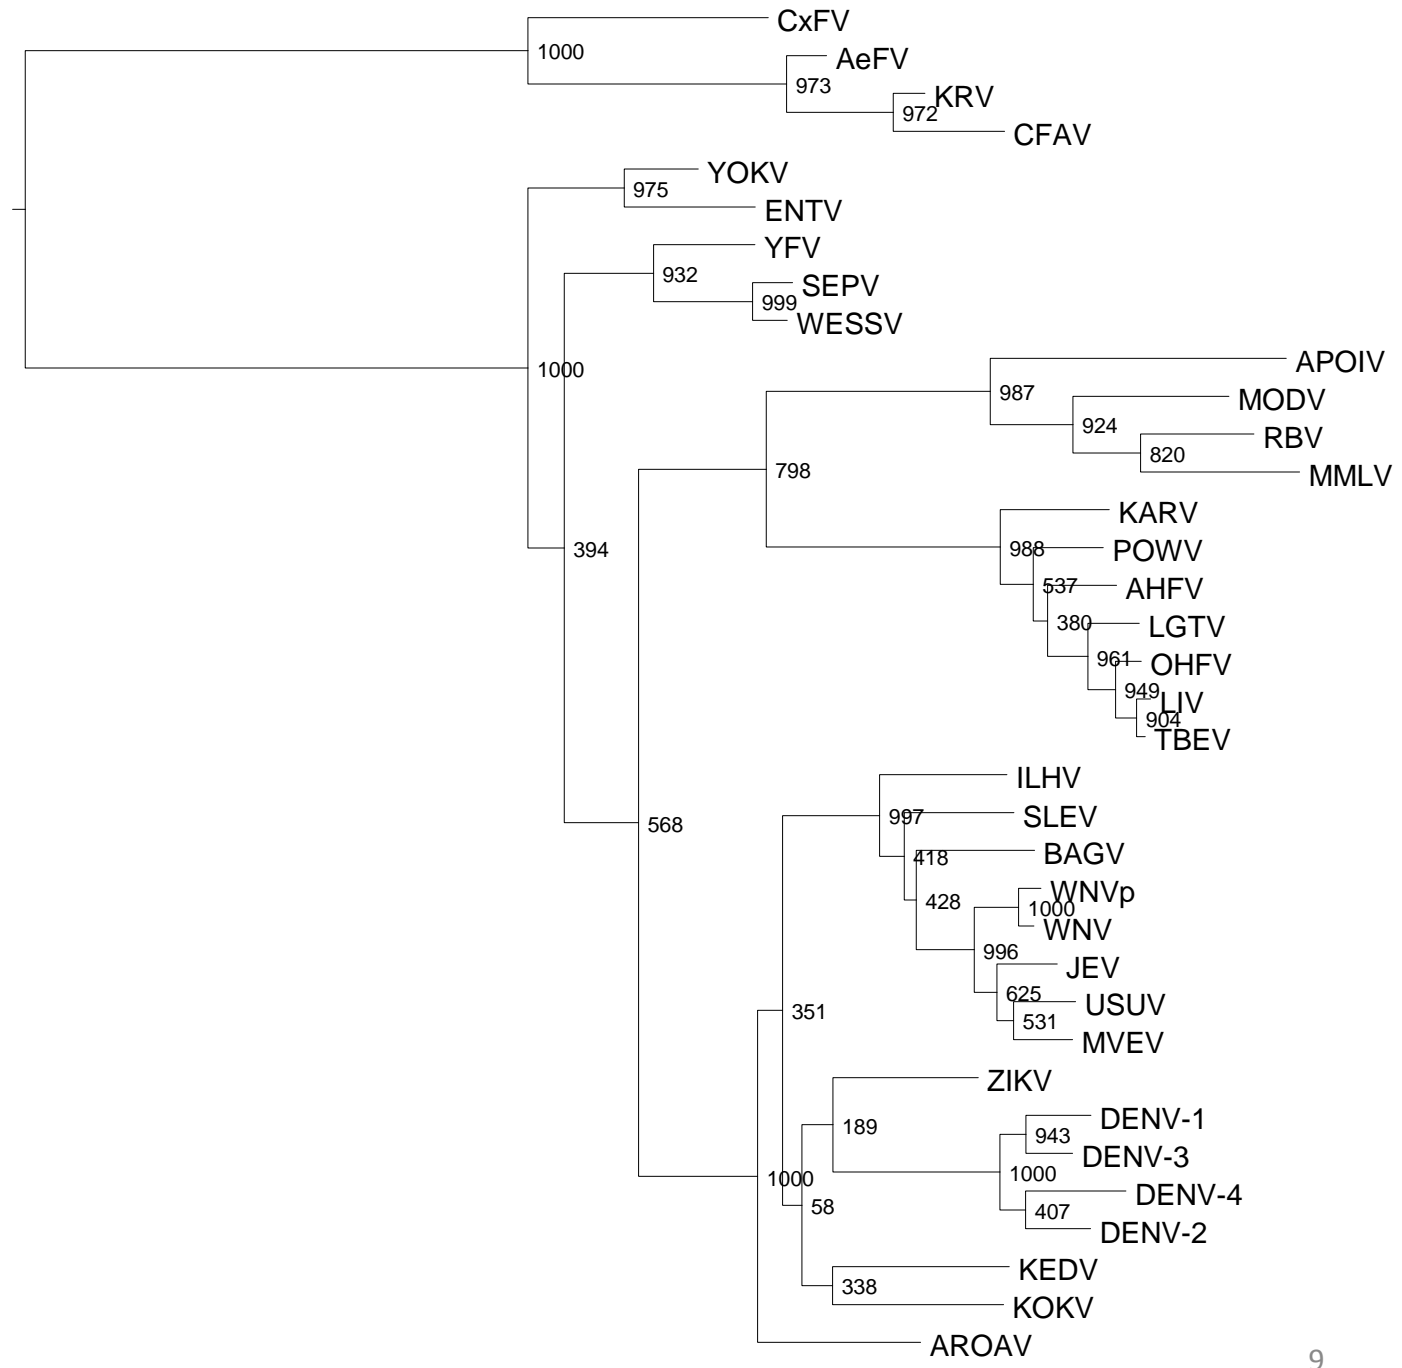 CxFV
1000
AeFV
973
KRV
972
CFAV
YOKV
975
ENTV
YFV
932
SEPV
999
WESSV
APOIV
1000
987
MODV
924
RBV
820
798
MMLV
KARV
988
POWV
394
537
AHFV
380
LGTV
961
OHFV
949
LIV
904
TBEV
ILHV
997
SLEV
568
418
BAGV
428
WNVp
1000
WNV
996
JEV
625
USUV
351
531
MVEV
ZIKV
189
DENV-1
943
DENV-3
1000
1000
DENV-4
58
407
DENV-2
KEDV
338
KOKV
AROAV
9